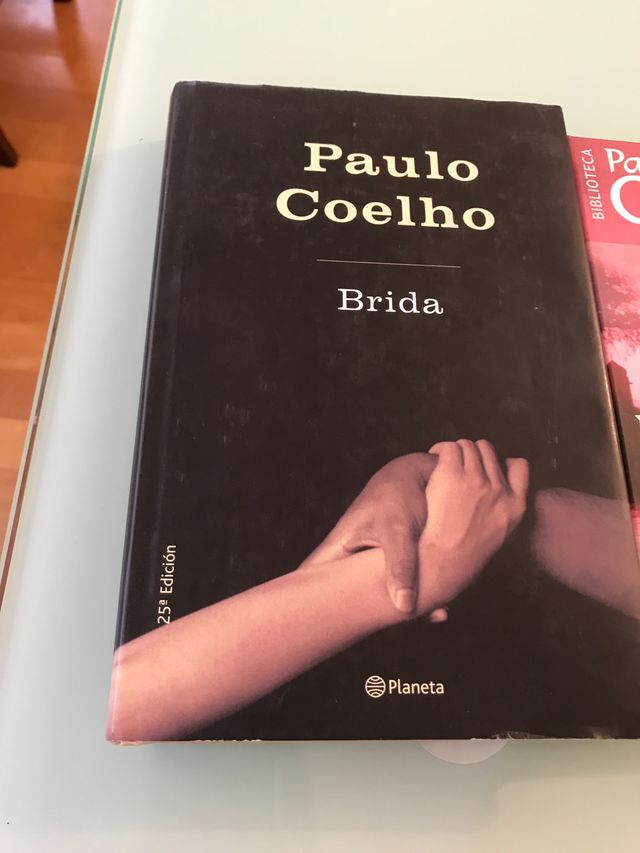 Paulo
Coelho
Brida
25ª Edición
Planeta
BIBLIOTECA